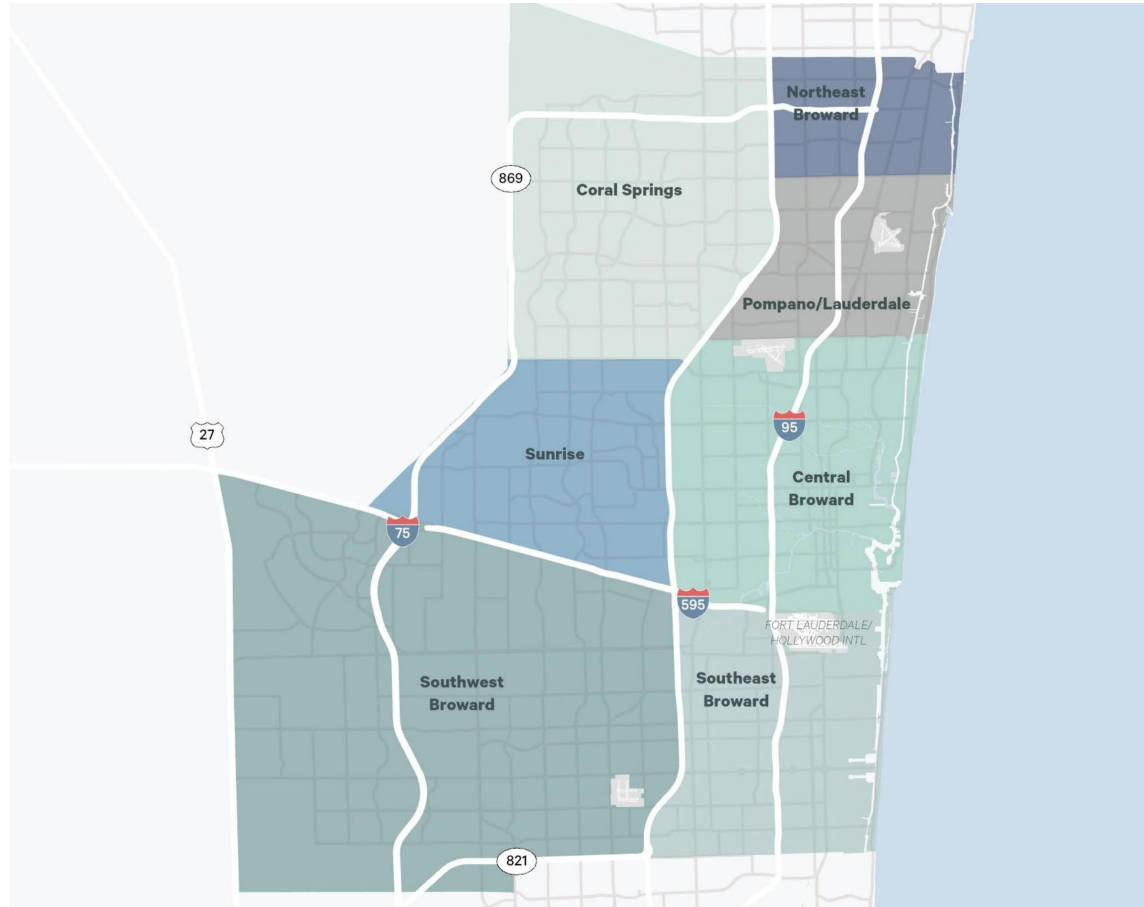 Northeast
Broward
869
Coral Springs
Pompano/Lauderdale
95
27
Sunrise
Central
Broward
75
595
FORT LAUDERDALE/
HOLLYWOOD INTL
Southwest
Broward
Southeast
Broward
821